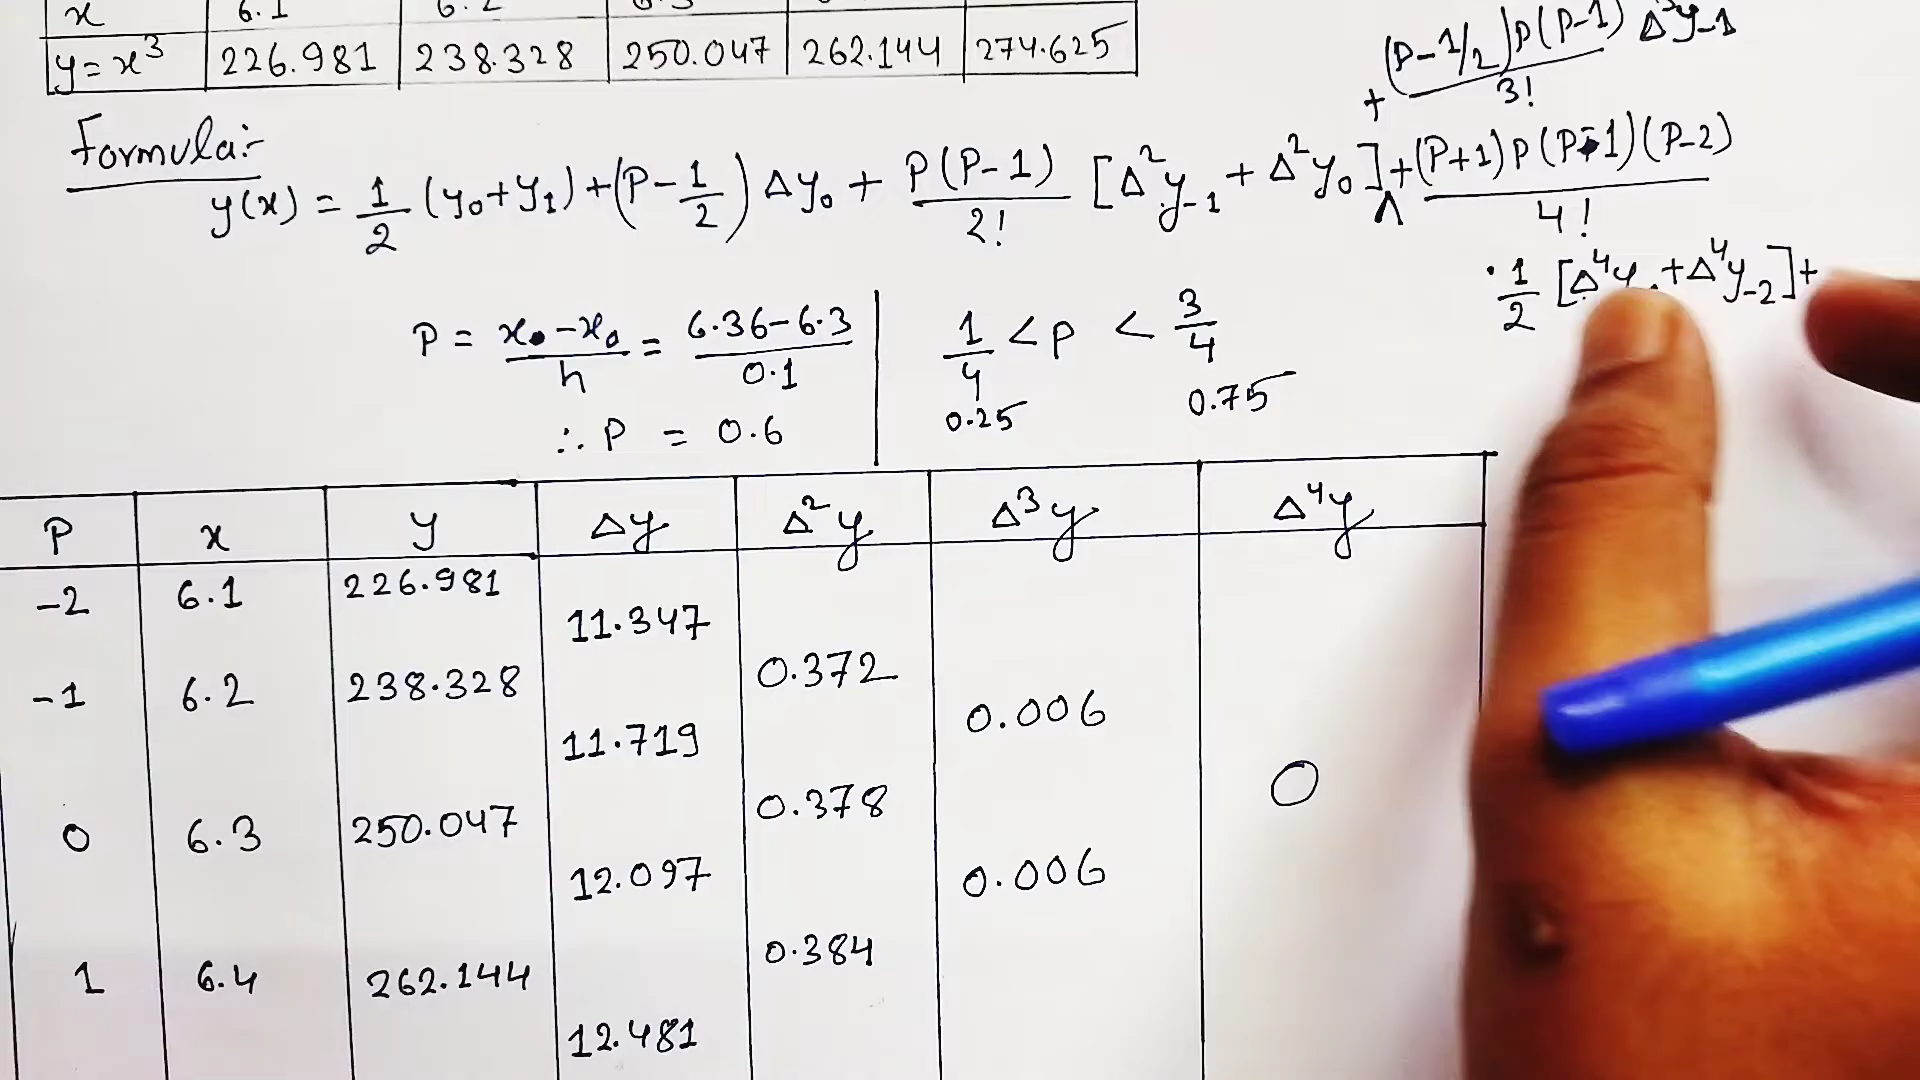 x 6.1 6.2
y = x³ 226.981 238.328 250.047 262.144 274.625
+ (P-1/2)P(P-1)/3! Δ³y₋₁
Formula:-
y(x) = 1/2 (y₀+y₁) + (P-1/2) Δy₀ + P(P-1)/2! [Δ²y₋₁ + Δ²y₀] + (P+1)P(P-1)(P-2)/4!
· 1/2 [Δ⁴y + Δ⁴y₋₂] +
P = x-x₀/h = 6.36-6.3/0.1
1/4 < P < 3/4
0.25 0.75
∴ P = 0.6
P x y Δy Δ²y Δ³y Δ⁴y
-2 6.1 226.981
11.347
-1 6.2 238.328 0.372
11.719 0.006
0 6.3 250.047 0.378 0
12.097 0.006
1 6.4 262.144 0.384
12.481